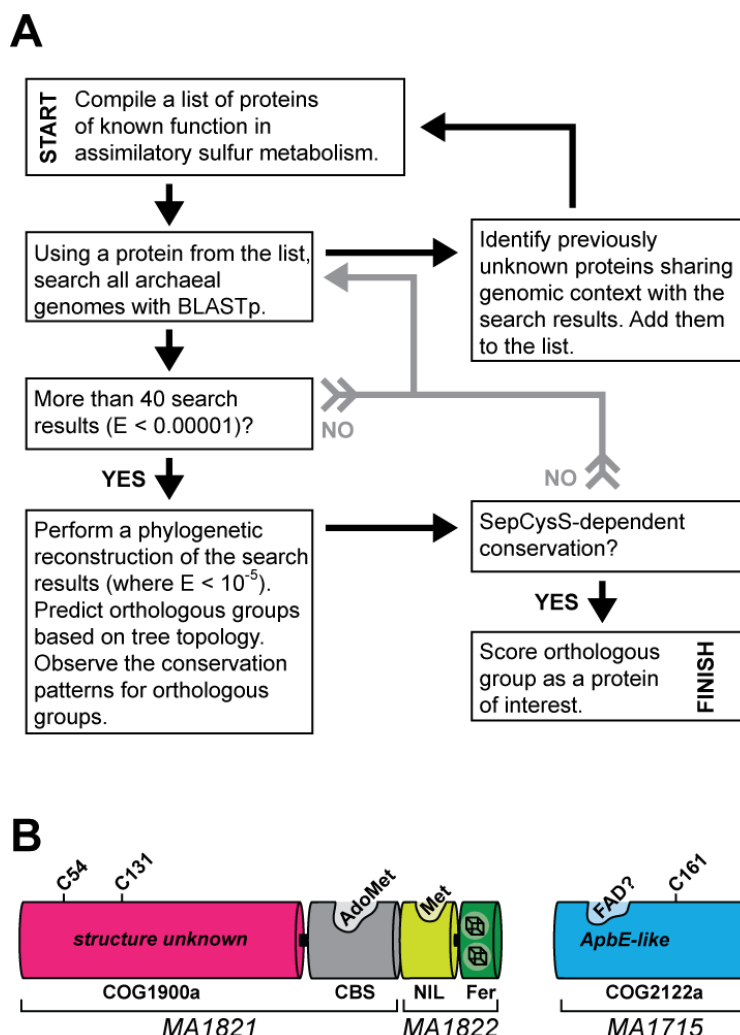 A
START
Compile a list of proteins
of known function in
assimilatory sulfur metabolism.
Using a protein from the list,
search all archaeal
genomes with BLASTp.
Identify previously
unknown proteins sharing
genomic context with the
search results. Add them
to the list.
More than 40 search
results (E < 0.00001)?
NO
YES
NO
Perform a phylogenetic
reconstruction of the search
results (where E < 10⁻⁵).
Predict orthologous groups
based on tree topology.
Observe the conservation
patterns for orthologous
groups.
SepCysS-dependent
conservation?
YES
Score orthologous
group as a protein
of interest.
FINISH
B
C54
C131
AdoMet
Met
FAD?
C161
structure unknown
ApbE-like
COG1900a
CBS
NIL
Fer
COG2122a
MA1821
MA1822
MA1715